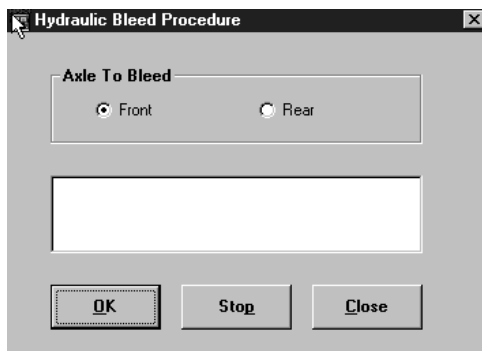 Hydraulic Bleed Procedure
Axle To Bleed
Front Rear
OK Stop Close